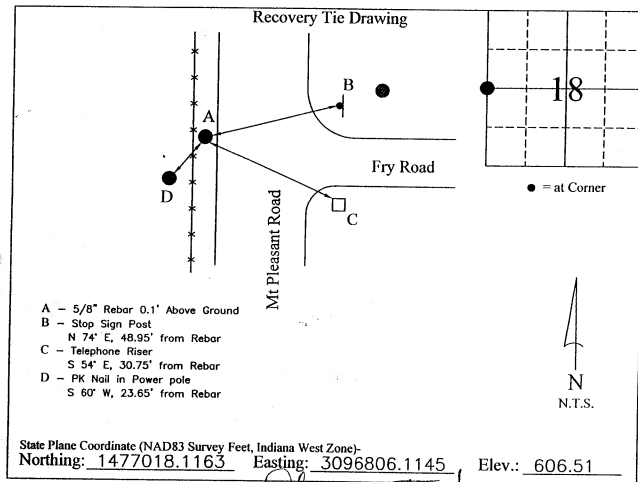 Recovery Tie Drawing
B
18
A
Fry Road
● = at Corner
D
Mt Pleasant Road
C
A - 5/8" Rebar 0.1' Above Ground
B - Stop Sign Post
N 74° E, 48.95' from Rebar
C - Telephone Riser
S 54° E, 30.75' from Rebar
D - PK Nail in Power pole
S 60° W, 23.65' from Rebar
N
N.T.S.
State Plane Coordinate (NAD83 Survey Feet, Indiana West Zone)-
Northing: 1477018.1163 Easting: 3096806.1145 Elev.: 606.51